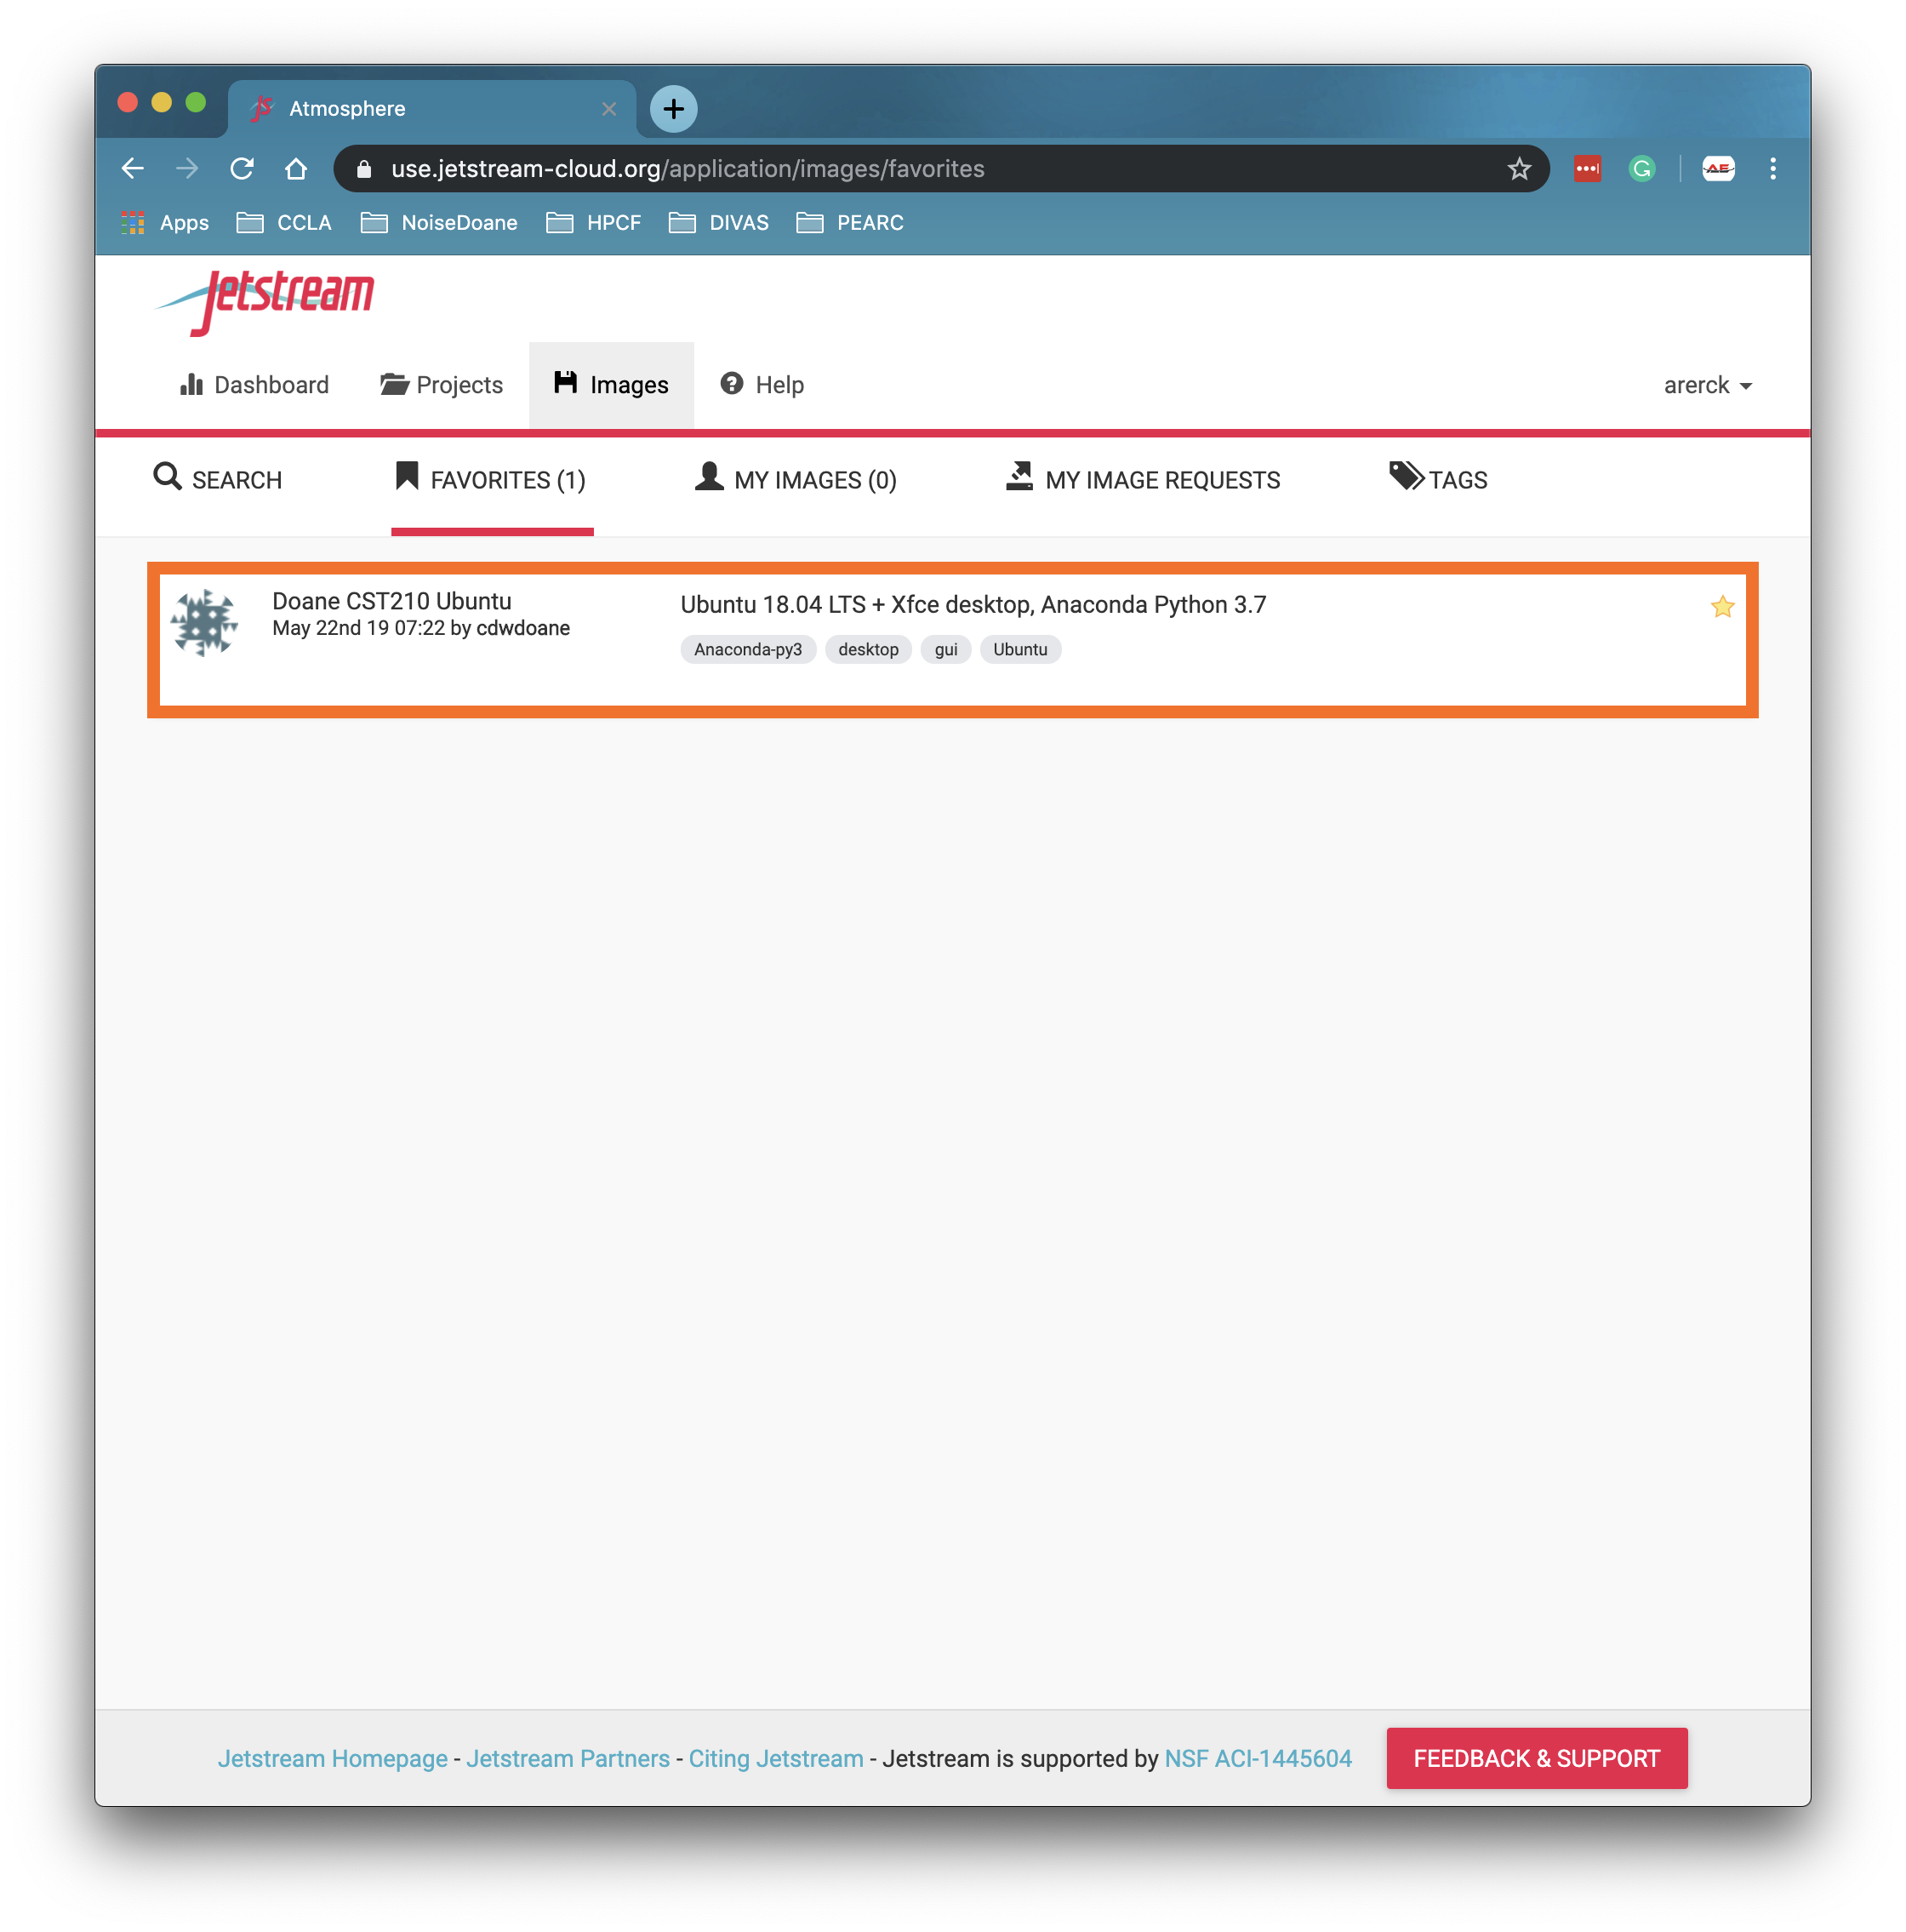 Atmosphere
use.jetstream-cloud.org/application/images/favorites
Apps CCLA NoiseDoane HPCF DIVAS PEARC
Jetstream
Dashboard Projects Images Help arerck
SEARCH FAVORITES (1) MY IMAGES (0) MY IMAGE REQUESTS TAGS
Doane CST210 Ubuntu
May 22nd 19 07:22 by cdwdoane
Ubuntu 18.04 LTS + Xfce desktop, Anaconda Python 3.7
Anaconda-py3 desktop gui Ubuntu
Jetstream Homepage - Jetstream Partners - Citing Jetstream - Jetstream is supported by NSF ACI-1445604 FEEDBACK & SUPPORT